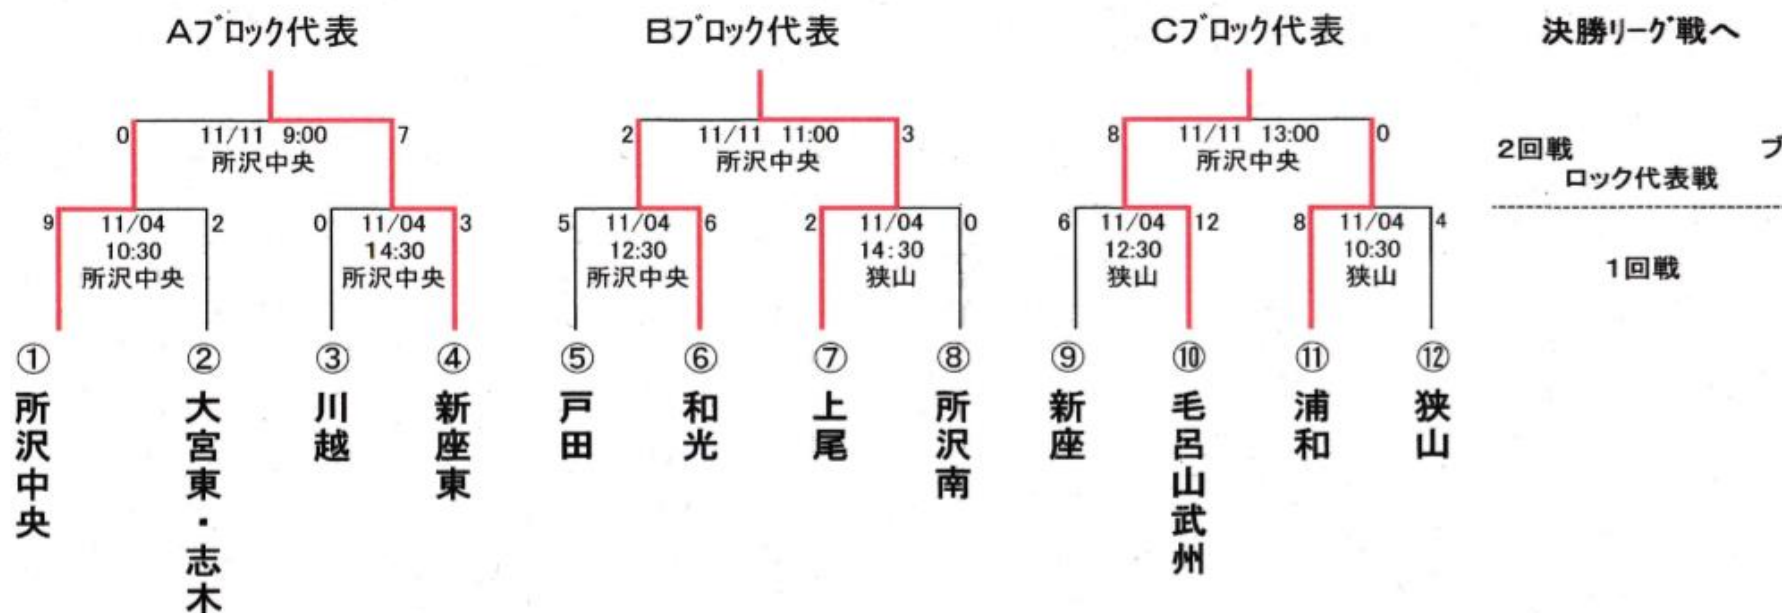 Aブロック代表 Bブロック代表 Cブロック代表 決勝リーグ戦へ
0 11/11 9:00 7 2 11/11 11:00 3 8 11/11 13:00 0
所沢中央 所沢中央 所沢中央
2回戦 ブ
ロック代表戦
9 11/04 2 0 11/04 3 5 11/04 6 2 11/04 0 6 11/04 12 8 11/04 4
10:30 14:30 12:30 14:30 12:30 10:30
所沢中央 所沢中央 所沢中央 狭山 狭山 狭山
1回戦
① ② ③ ④ ⑤ ⑥ ⑦ ⑧ ⑨ ⑩ ⑪ ⑫
所沢中央
大宮東・志木
川越
新座東
戸田
和光
上尾
所沢南
新座
毛呂山武州
浦和
狭山